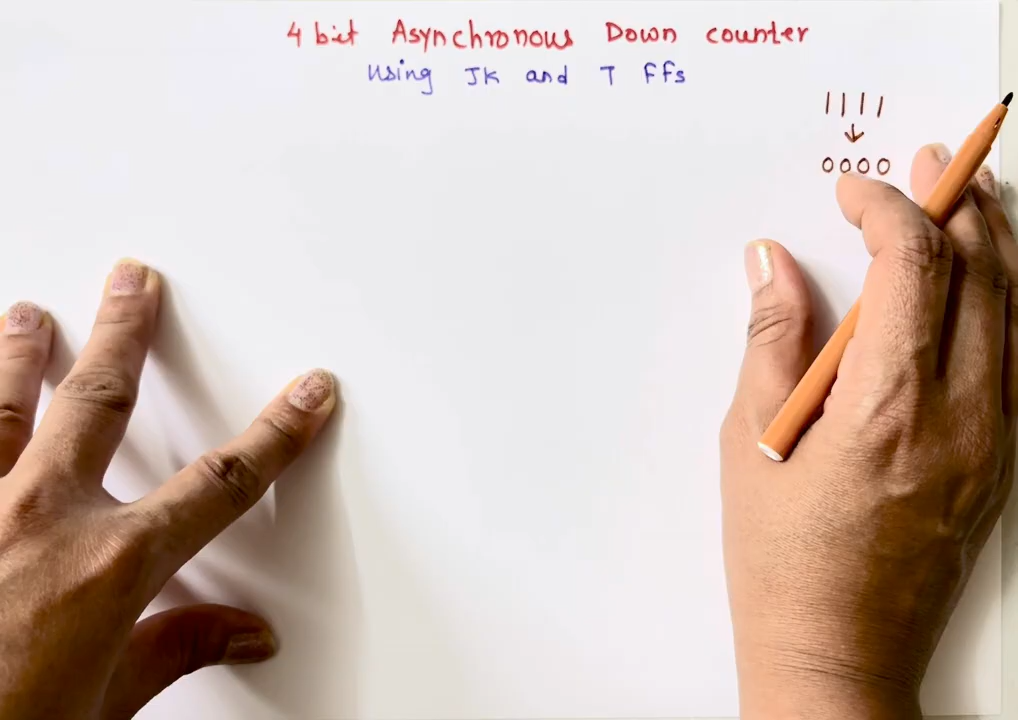 4 bit Asynchronous Down counter
using JK and T FFs
1111
↓
0000